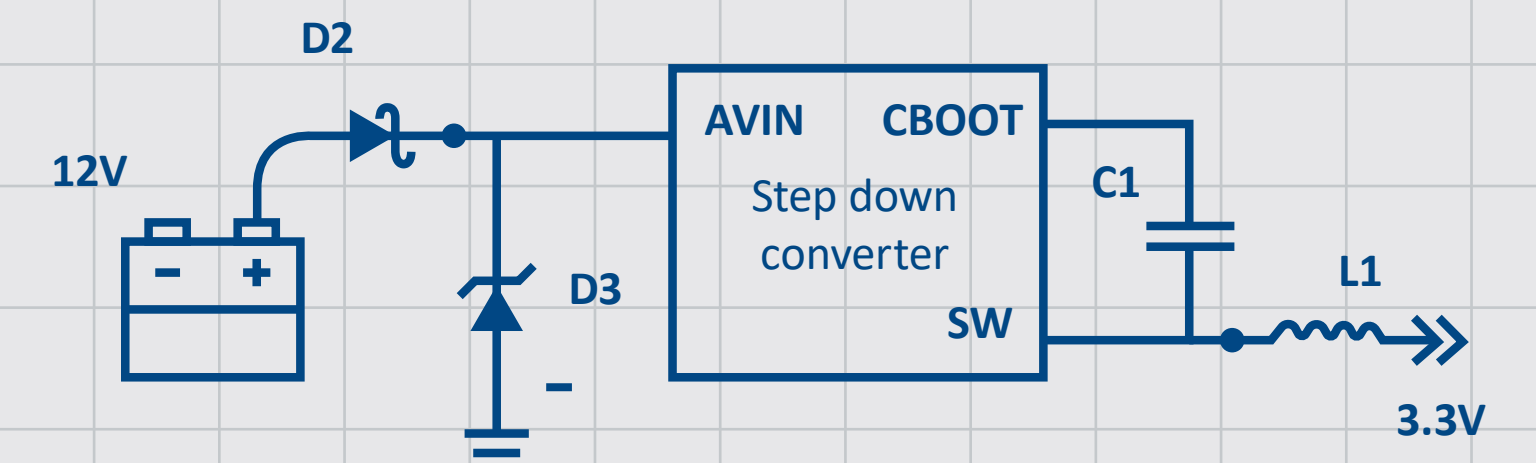 D2
12V
- +
AVIN CBOOT
Step down
converter
C1
D3
L1
SW
-
3.3V